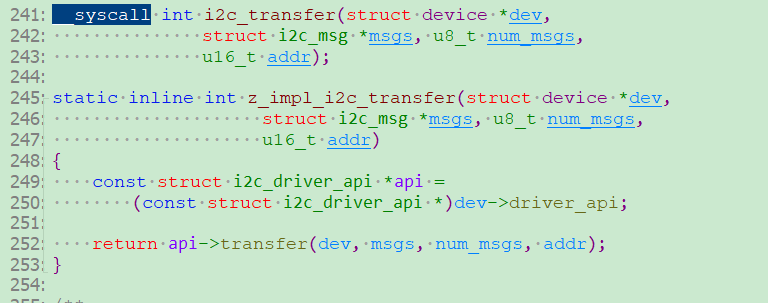 241: __syscall int i2c_transfer(struct device *dev,
242:                struct i2c_msg *msgs, u8_t num_msgs,
243:                u16_t addr);
244:
245: static inline int z_impl_i2c_transfer(struct device *dev,
246:                      struct i2c_msg *msgs, u8_t num_msgs,
247:                      u16_t addr)
248: {
249:     const struct i2c_driver_api *api =
250:         (const struct i2c_driver_api *)dev->driver_api;
251:
252:     return api->transfer(dev, msgs, num_msgs, addr);
253: }
254: